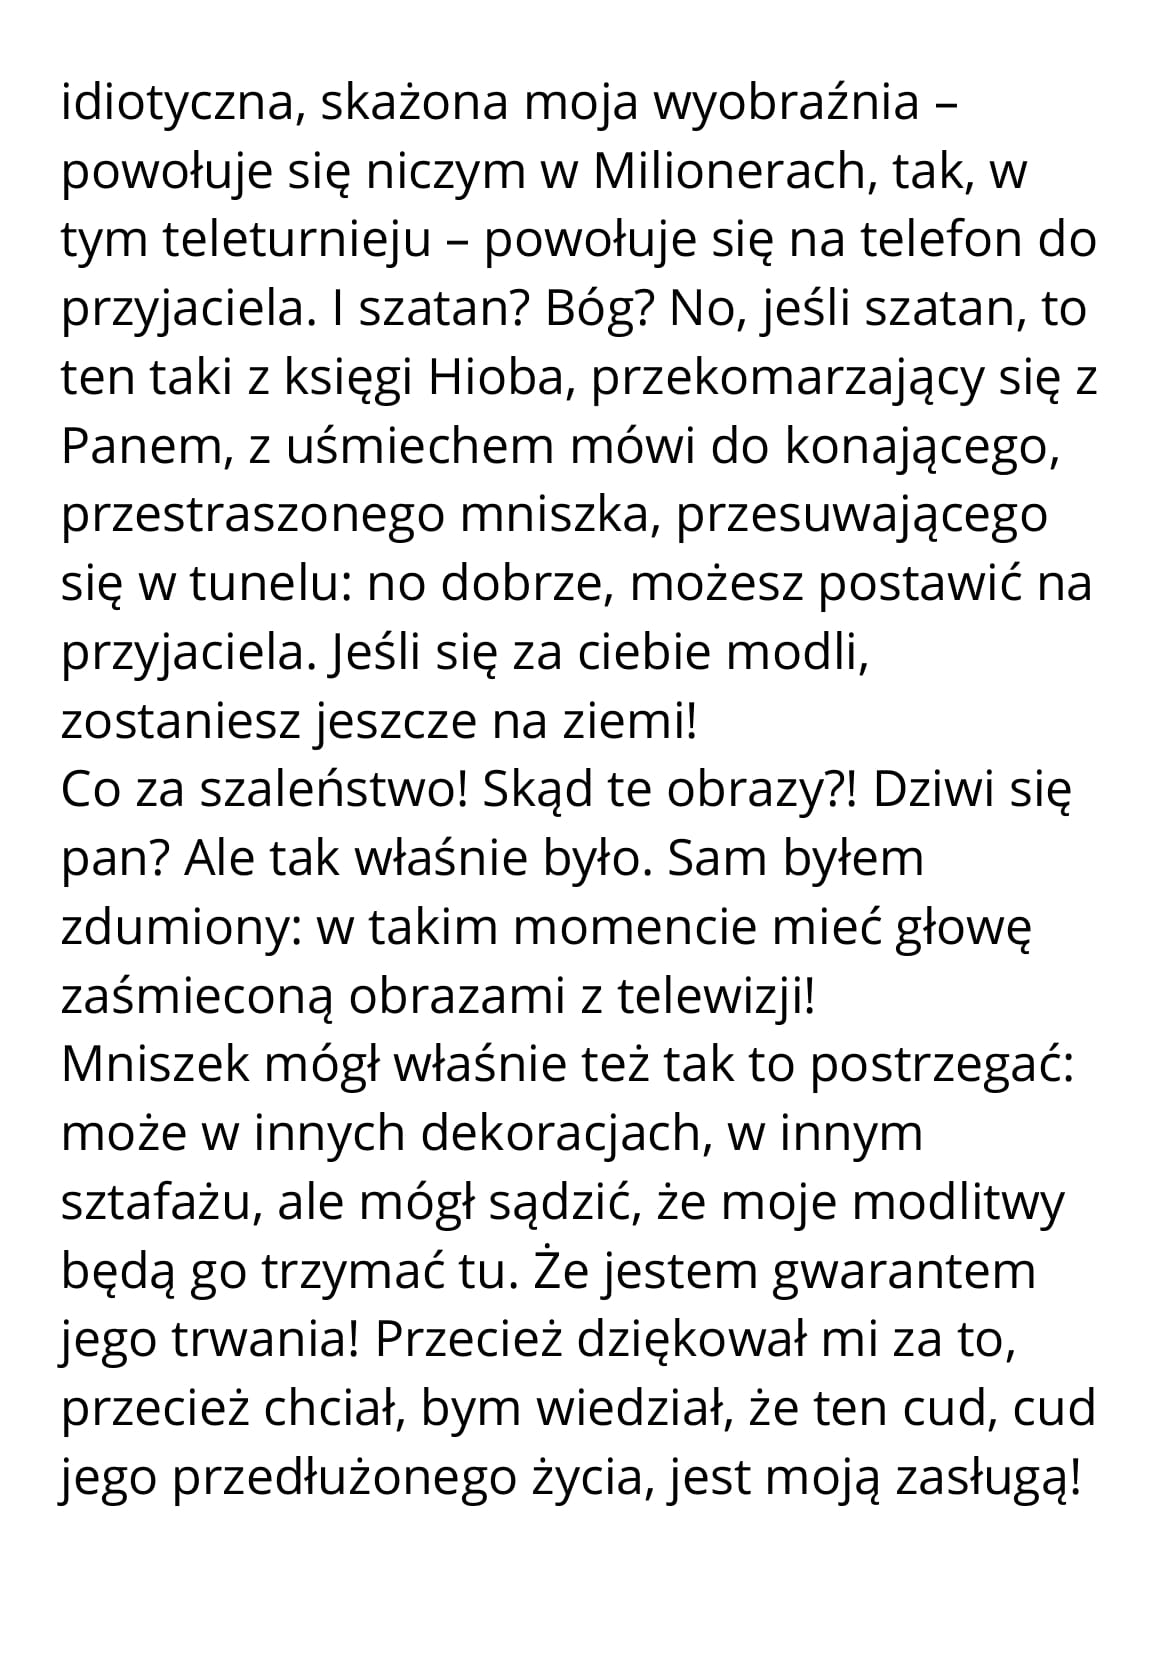 idiotyczna, skażona moja wyobraźnia –
powołuje się niczym w Milionerach, tak, w
tym teleturnieju – powołuje się na telefon do
przyjaciela. I szatan? Bóg? No, jeśli szatan, to
ten taki z księgi Hioba, przekomarzający się z
Panem, z uśmiechem mówi do konającego,
przestraszonego mniszka, przesuwającego
się w tunelu: no dobrze, możesz postawić na
przyjaciela. Jeśli się za ciebie modli,
zostaniesz jeszcze na ziemi!
Co za szaleństwo! Skąd te obrazy?! Dziwi się
pan? Ale tak właśnie było. Sam byłem
zdumiony: w takim momencie mieć głowę
zaśmieconą obrazami z telewizji!
Mniszek mógł właśnie też tak to postrzegać:
może w innych dekoracjach, w innym
sztafażu, ale mógł sądzić, że moje modlitwy
będą go trzymać tu. Że jestem gwarantem
jego trwania! Przecież dziękował mi za to,
przecież chciał, bym wiedział, że ten cud, cud
jego przedłużonego życia, jest moją zasługą!